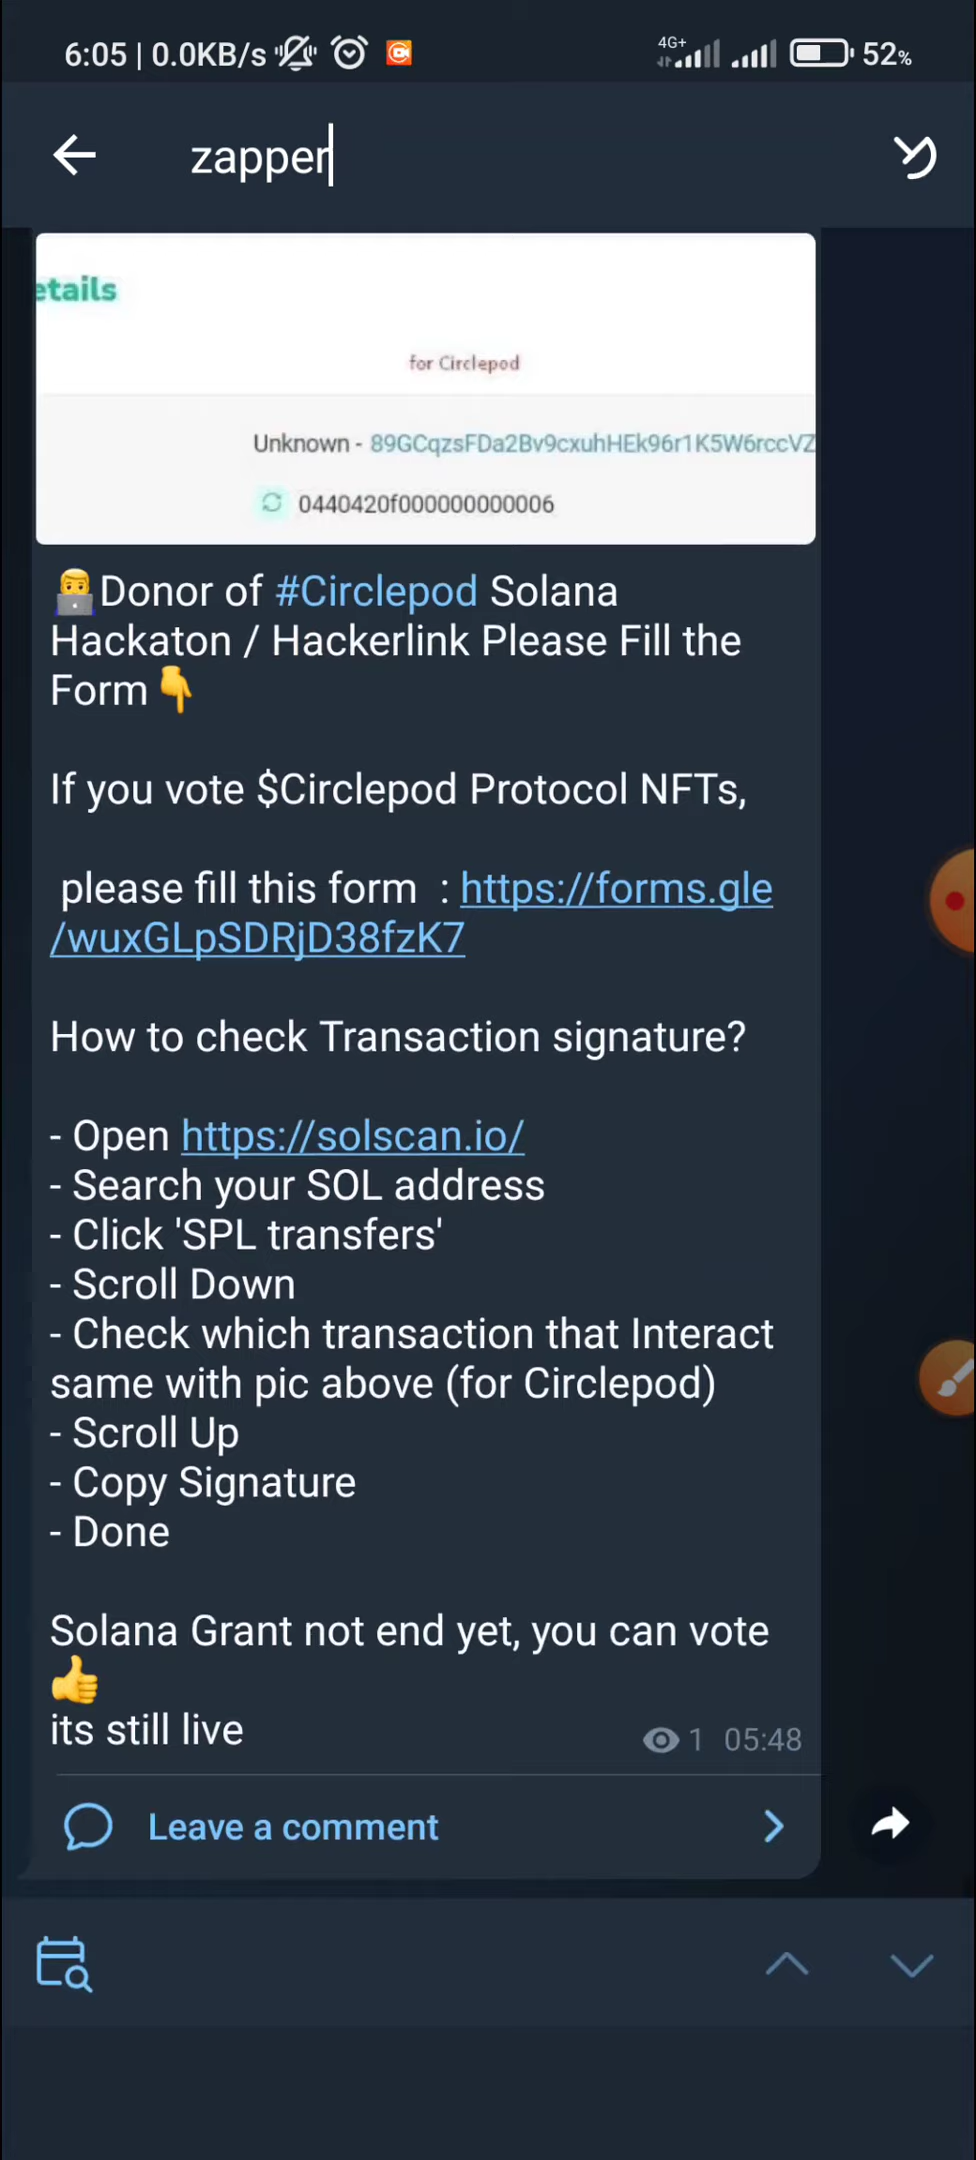 6:05 | 0.0KB/s
4G+
52%
zapper
etails
for Circlepod
Unknown - 89GCqzsFDa2Bv9cxuhHEk96r1K5W6rccVZ
0440420f000000000006
Donor of #Circlepod Solana
Hackaton / Hackerlink Please Fill the
Form
If you vote $Circlepod Protocol NFTs,
please fill this form : https://forms.gle
/wuxGLpSDRjD38fzK7
How to check Transaction signature?
- Open https://solscan.io/
- Search your SOL address
- Click 'SPL transfers'
- Scroll Down
- Check which transaction that Interact
same with pic above (for Circlepod)
- Scroll Up
- Copy Signature
- Done
Solana Grant not end yet, you can vote
its still live
1 05:48
Leave a comment